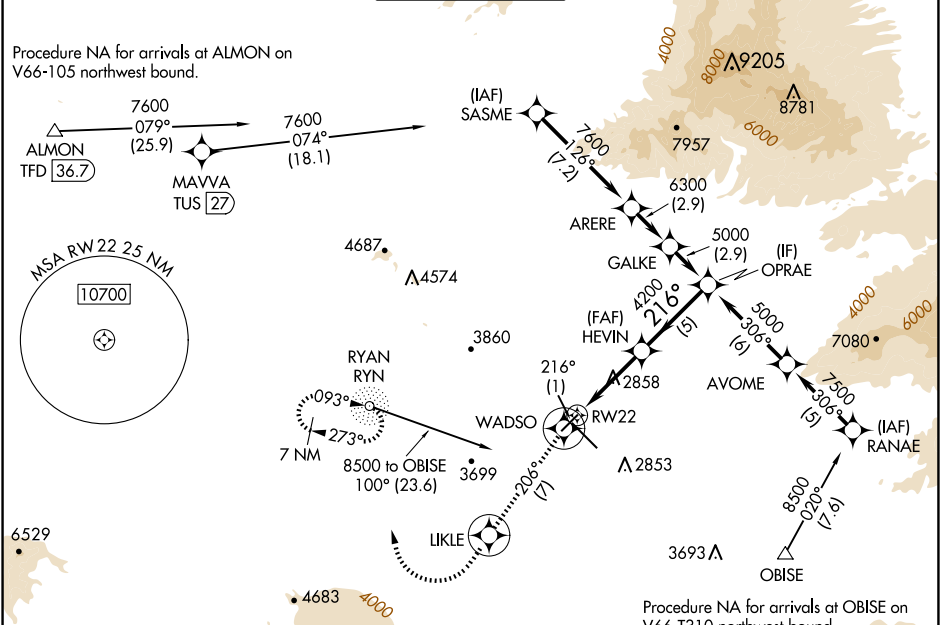 Procedure NA for arrivals at ALMON on
V66-105 northwest bound.
7600
079°
(25.9)
ALMON
TFD 36.7
7600
074°
(18.1)
MAVVA
TUS 27
(IAF)
SASME
7600
126°
(7.2)
4000
8000
9205
8781
6000
7957
ARERE
6300
(2.9)
GALKE
5000
(2.9)
(IF)
OPRAE
MSA RW 22 25 NM
10700
4687
4574
3860
4200
216°
(5)
(FAF)
HEVIN
5000
306°
(6)
4000
6000
7080
AVOME
7500
306°
(5)
(IAF)
RANAE
RYAN
RYN
093°
273°
7 NM
8500 to OBISE
100° (23.6)
216°
(1)
2858
WADSO
RW22
3699
2853
206°
(7)
LIKLE
8500
020°
(7.6)
3693
OBISE
6529
4683
4000
Procedure NA for arrivals at OBISE on
V66-T310 northwest bound.